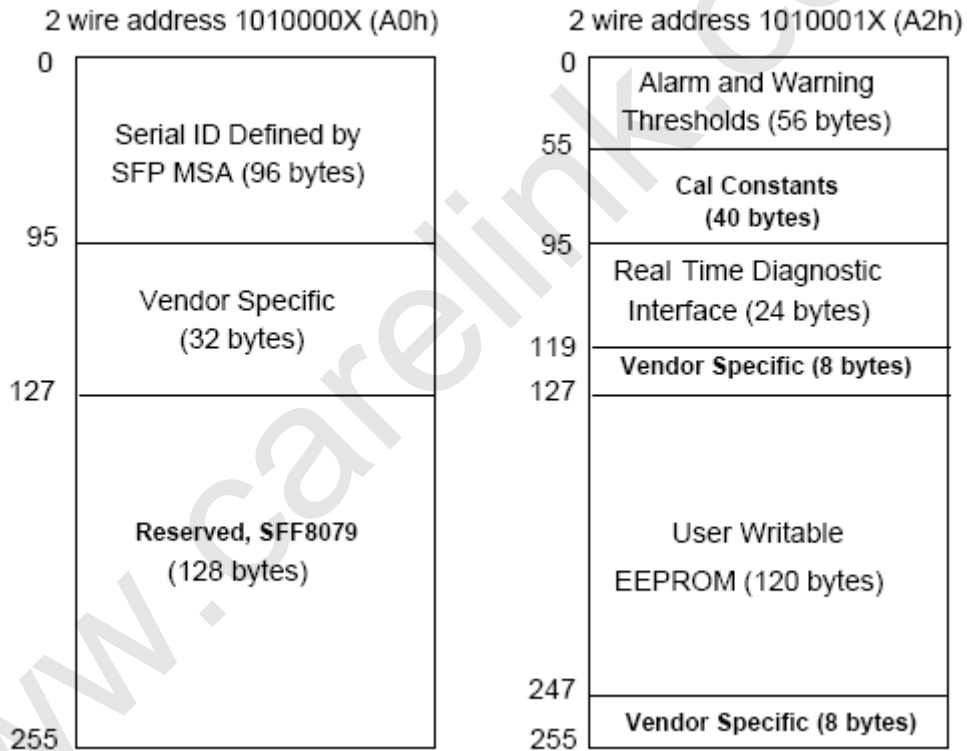 2 wire address 1010000X (A0h)
0
Serial ID Defined by
SFP MSA (96 bytes)
95
Vendor Specific
(32 bytes)
127
Reserved, SFF8079
(128 bytes)
255
2 wire address 1010001X (A2h)
0
Alarm and Warning
Thresholds (56 bytes)
55
Cal Constants
(40 bytes)
95
Real Time Diagnostic
Interface (24 bytes)
119
Vendor Specific (8 bytes)
127
User Writable
EEPROM (120 bytes)
247
Vendor Specific (8 bytes)
255
www.carelink.co